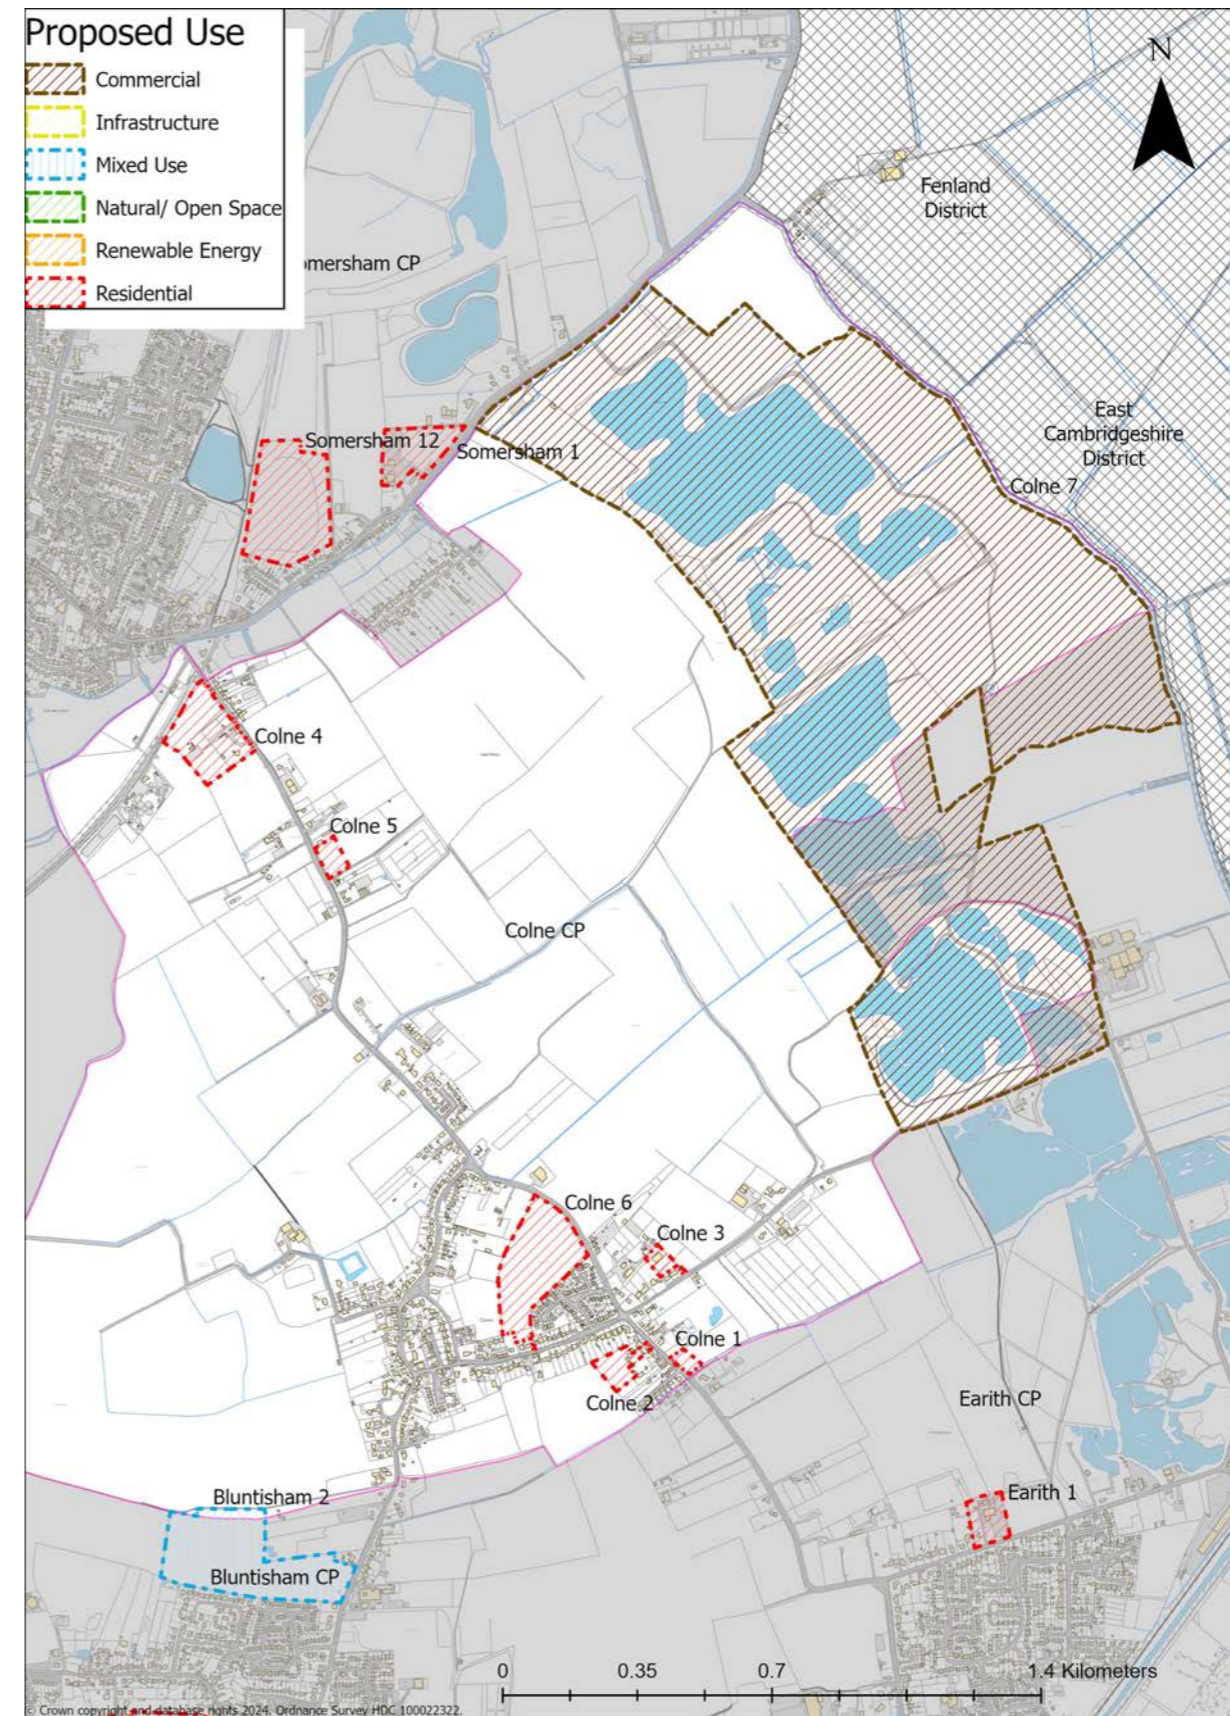 Proposed Use
Commercial
Infrastructure
Mixed Use
Natural/ Open Space
Renewable Energy
Residential
N
Fenland
District
omersham CP
East
Cambridgeshire
District
Somersham 12
Somersham 1
Colne 7
Colne 4
Colne 5
Colne CP
Colne 6
Colne 3
Colne 1
Colne 2
Earith CP
Bluntisham 2
Earith 1
Bluntisham CP
0 0.35 0.7 1.4 Kilometers
© Crown copyright and database rights 2024. Ordnance Survey HDC 100022322.